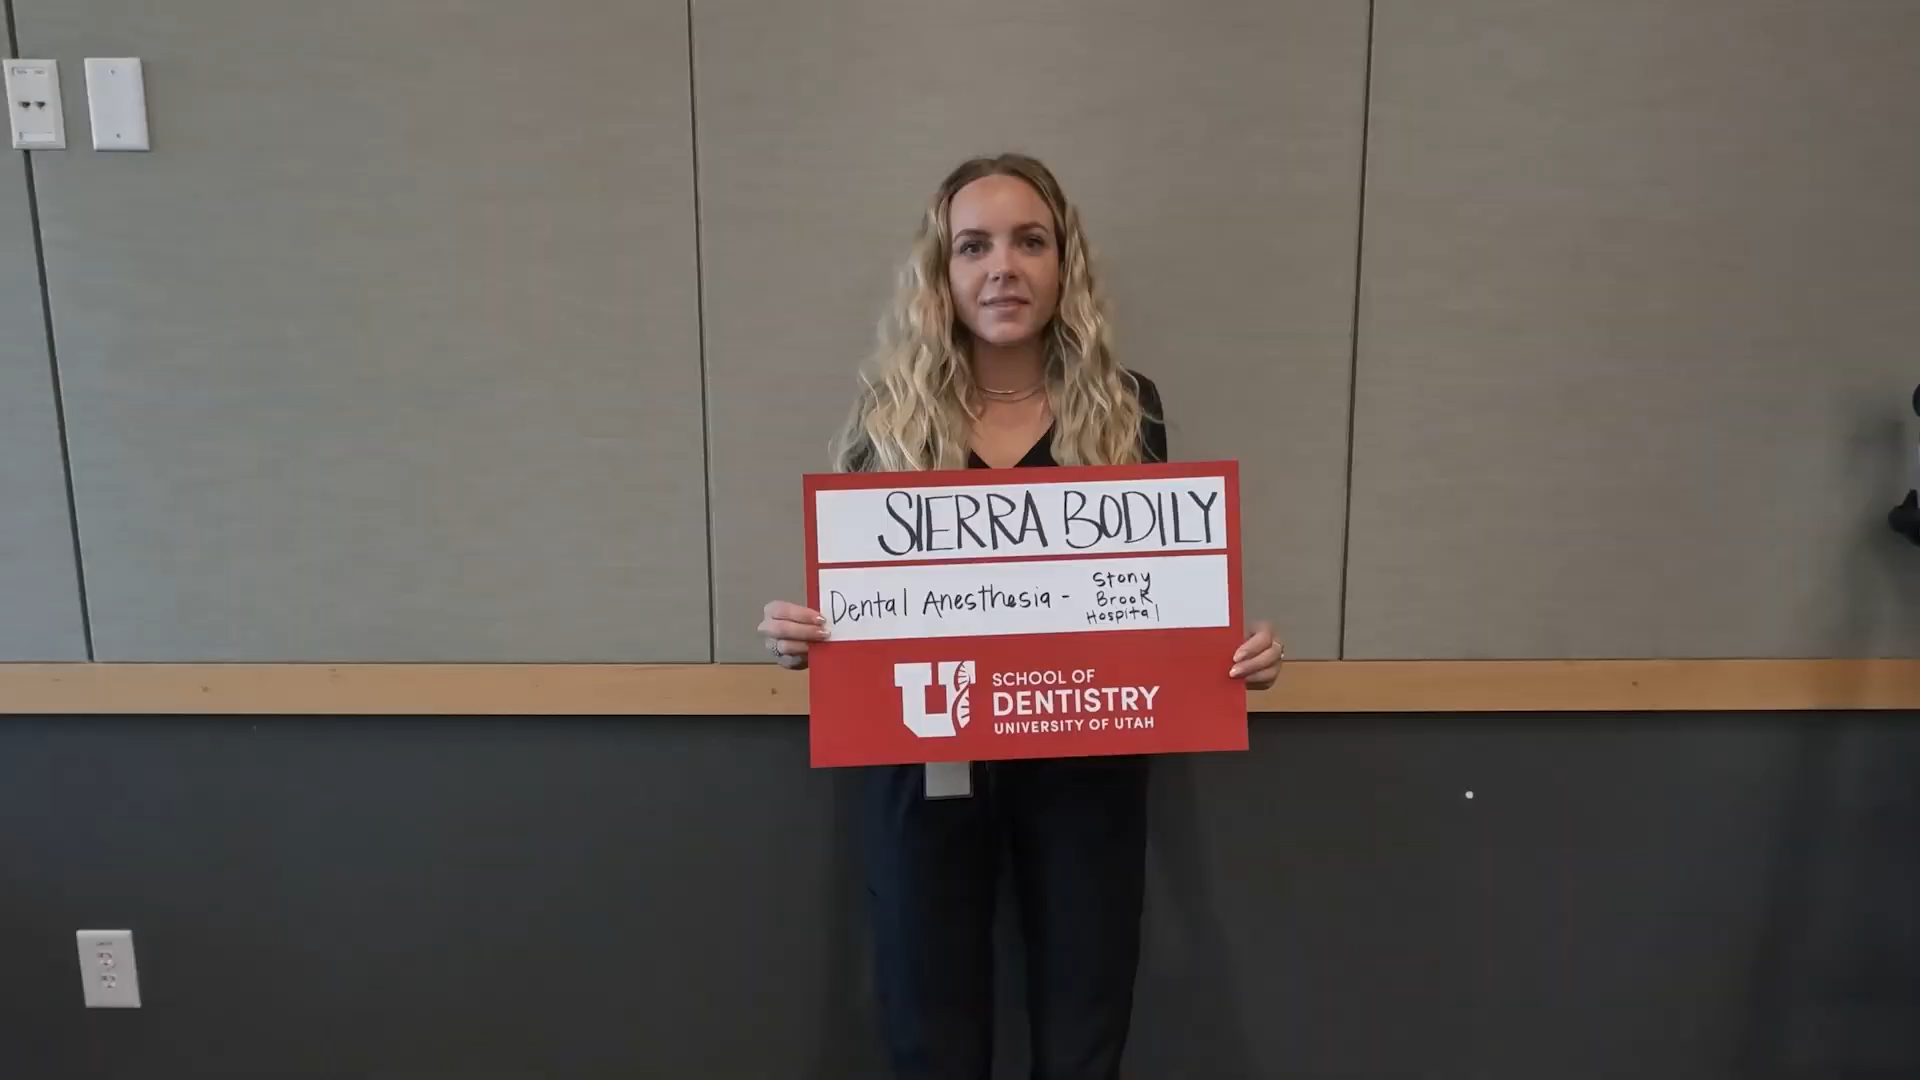 SIERRA BODILY
Dental Anesthesia - Stony
Brook
Hospital
SCHOOL OF
DENTISTRY
UNIVERSITY OF UTAH